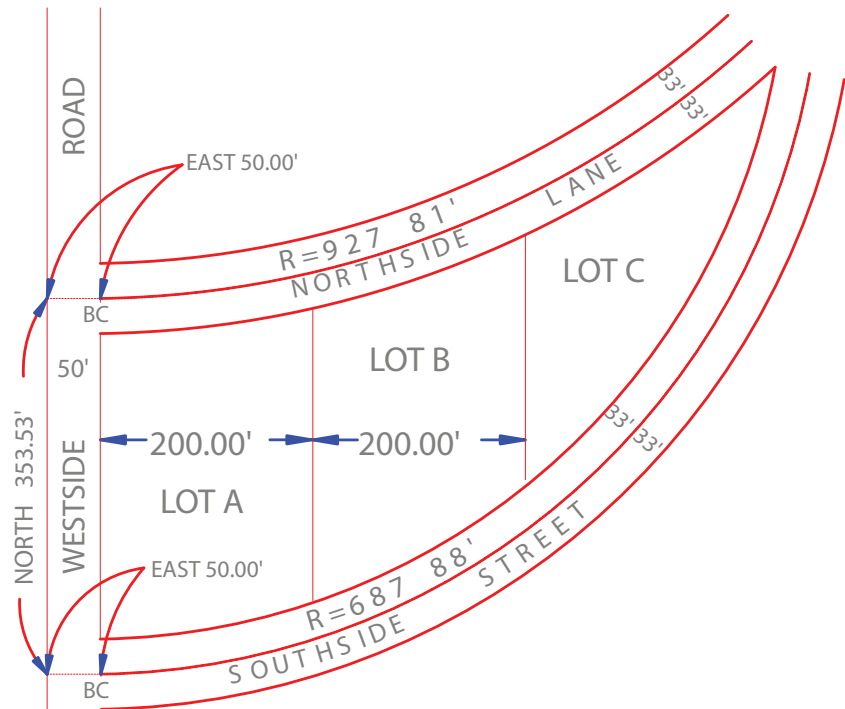 ROAD
EAST 50.00'
33' 33'
R=927 81'
NORTHSIDE LANE
LOT C
BC
50'
LOT B
200.00' 200.00'
NORTH 353.53'
WESTSIDE
LOT A
33' 33'
EAST 50.00'
R=687 88'
SOUTHSIDE STREET
BC